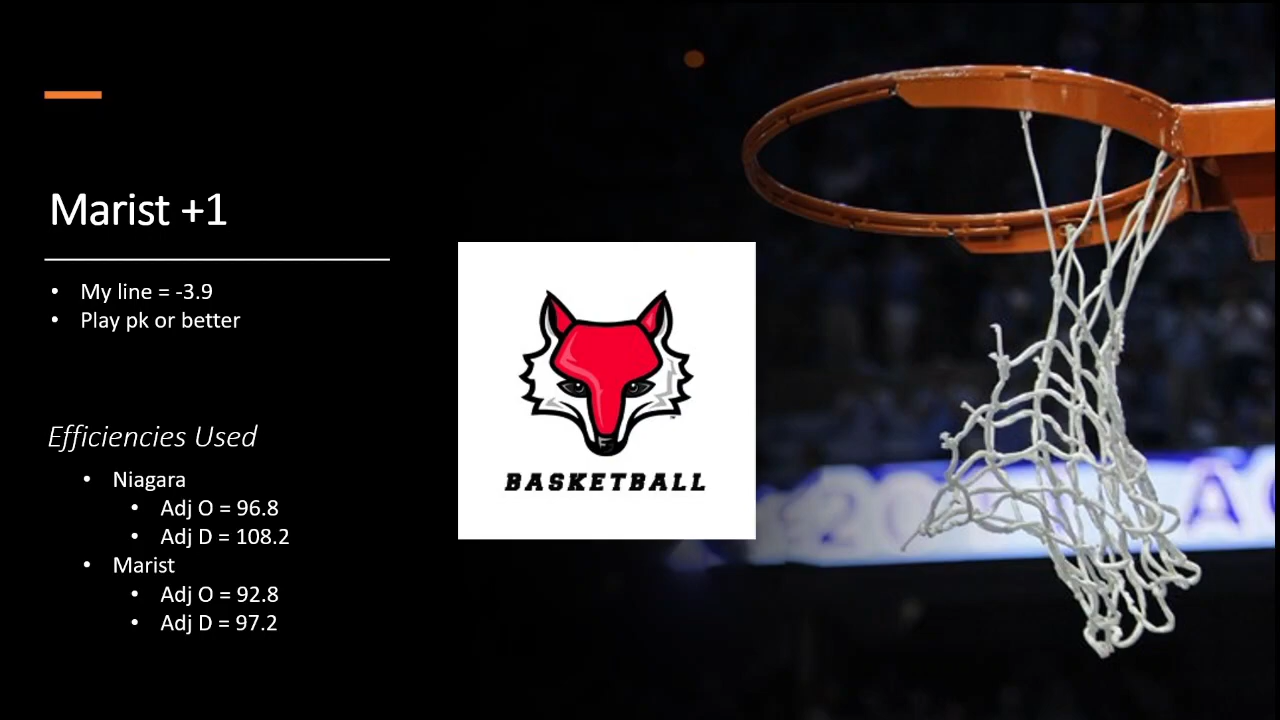 Marist +1
• My line = -3.9
• Play pk or better
Efficiencies Used
• Niagara
• Adj O = 96.8
• Adj D = 108.2
• Marist
• Adj O = 92.8
• Adj D = 97.2
BASKETBALL